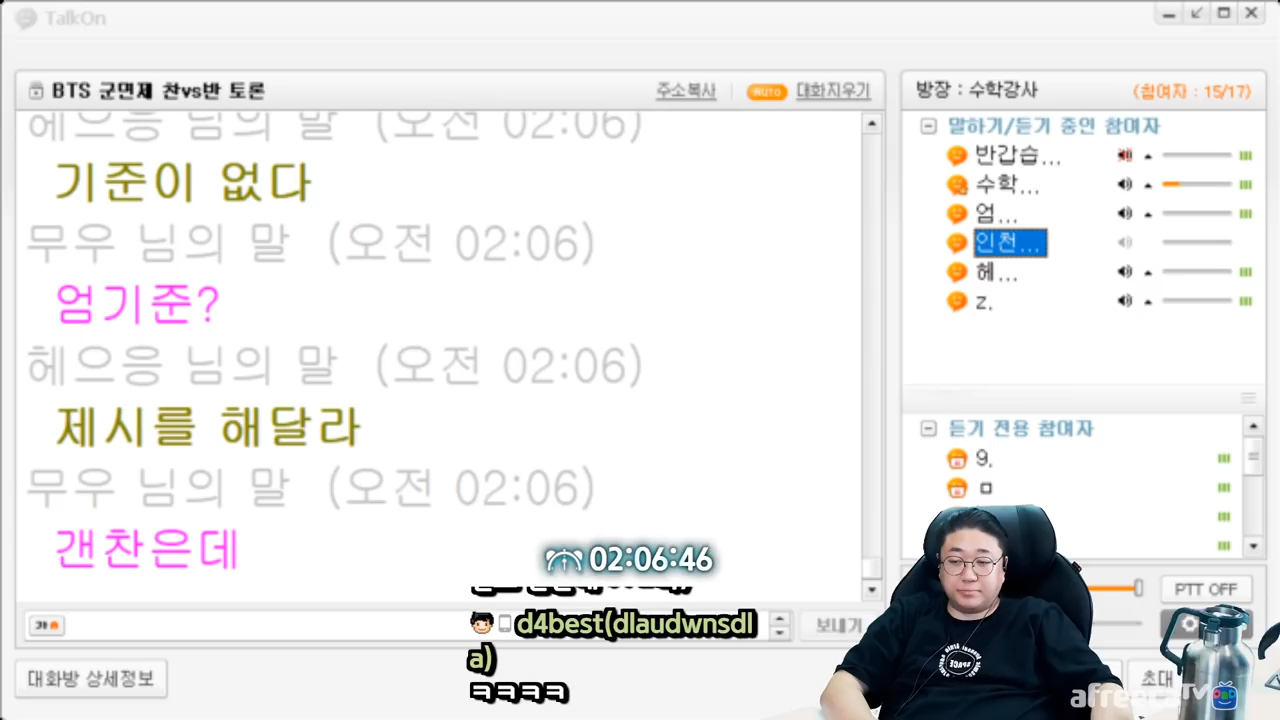 TalkOn
BTS 군면제 찬vs반 토론
주소복사
AUTO
대화지우기
헤으응 님의 말 (오전 02:06)
기준이 없다
무우 님의 말 (오전 02:06)
엄기준?
헤으응 님의 말 (오전 02:06)
제시를 해달라
무우 님의 말 (오전 02:06)
갠찬은데
가
보내기
대화방 상세정보
방장 : 수학강사
(참여자 : 15/17)
말하기/듣기 중인 참여자
반갑습...
수학...
엄...
인천...
헤...
z.
듣기 전용 참여자
9.
ㅁ
PTT OFF
초대
02:06:46
d4best(dlaudwnsdl
a)
ㅋㅋㅋㅋ
SPACE
afreecaTV